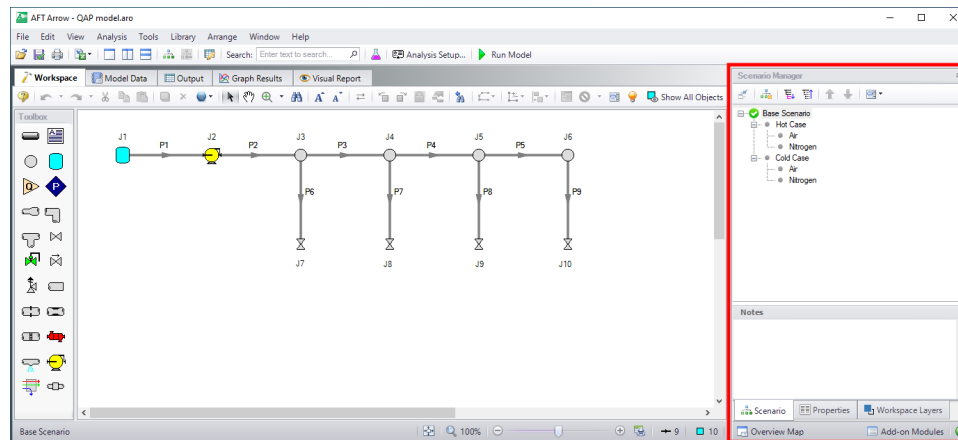 AFT Arrow - QAP model.aro
File Edit View Analysis Tools Library Arrange Window Help
Search: Enter text to search... Analysis Setup... Run Model
Workspace Model Data Output Graph Results Visual Report
A A Show All Objects
Toolbox
J1 J2 J3 J4 J5 J6
P1 P2 P3 P4 P5
P6 P7 P8 P9
J7 J8 J9 J10
Q P
Scenario Manager
Base Scenario
Hot Case
Air
Nitrogen
Cold Case
Air
Nitrogen
Notes
Scenario Properties Workspace Layers
Base Scenario 100% 9 10 Overview Map Add-on Modules